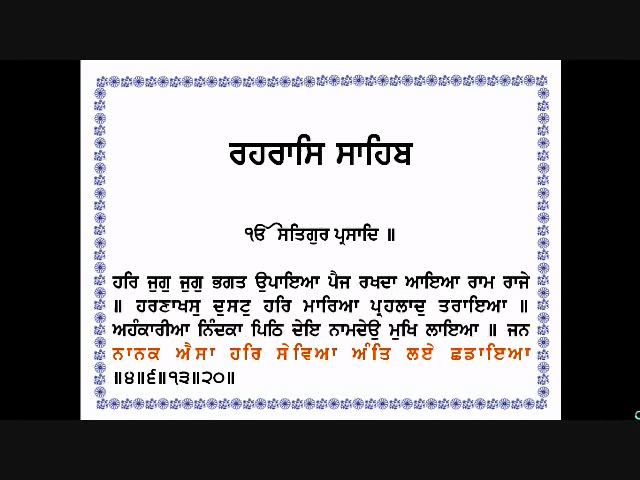 ਰਹਰਾਸਿ ਸਾਹਿਬ
ੴ ਸਤਿਗੁਰ ਪ੍ਰਸਾਦਿ ॥
ਹਰਿ ਜੁਗੁ ਜੁਗੁ ਭਗਤ ਉਪਾਇਆ ਪੈਜ ਰਖਦਾ ਆਇਆ ਰਾਮ ਰਾਜੇ
॥ ਹਰਣਾਖਸੁ ਦੁਸਟੁ ਹਰਿ ਮਾਰਿਆ ਪ੍ਰਹਲਾਦੁ ਤਰਾਇਆ ॥
ਅਹੰਕਾਰੀਆ ਨਿੰਦਕਾ ਪਿਠਿ ਦੇਇ ਨਾਮਦੇਉ ਮੁਖਿ ਲਾਇਆ ॥ ਜਨ
ਨਾਨਕ ਐਸਾ ਹਰਿ ਸੇਵਿਆ ਅੰਤਿ ਲਏ ਛਡਾਇਆ
॥੪॥੬॥੧੩॥੨੦॥